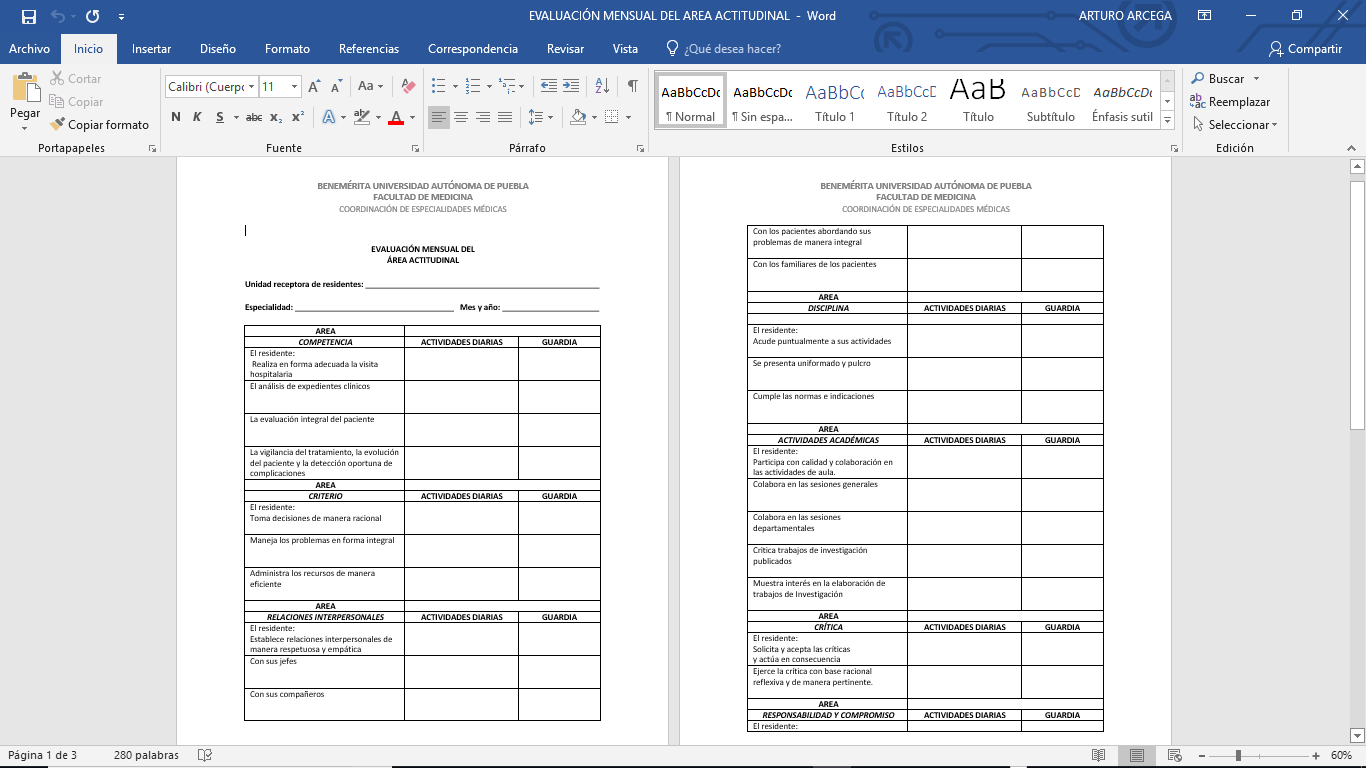 EVALUACIÓN MENSUAL DEL AREA ACTITUDINAL - Word
ARTURO ARCEGA
Archivo Inicio Insertar Diseño Formato Referencias Correspondencia Revisar Vista ¿Qué desea hacer? Compartir
Pegar
Cortar
Copiar
Copiar formato
Portapapeles
Calibri (Cuerpo 11
Aa
N K S abc x₂ x²
A A
Fuente
Párrafo
AaBbCcDc AaBbCcDc AaBbCc AaBbCcD AaB AaBbCcD AaBbCcDc
¶ Normal ¶ Sin espa... Título 1 Título 2 Título Subtítulo Énfasis sutil
Estilos
Buscar
Reemplazar
Seleccionar
Edición
BENEMÉRITA UNIVERSIDAD AUTÓNOMA DE PUEBLA
FACULTAD DE MEDICINA
COORDINACIÓN DE ESPECIALIDADES MÉDICAS
EVALUACIÓN MENSUAL DEL
ÁREA ACTITUDINAL
Unidad receptora de residentes:
Especialidad: Mes y año:
AREA
COMPETENCIA ACTIVIDADES DIARIAS GUARDIA
El residente:
Realiza en forma adecuada la visita
hospitalaria
El análisis de expedientes clínicos
La evaluación integral del paciente
La vigilancia del tratamiento, la evolución
del paciente y la detección oportuna de
complicaciones
AREA
CRITERIO ACTIVIDADES DIARIAS GUARDIA
El residente:
Toma decisiones de manera racional
Maneja los problemas en forma integral
Administra los recursos de manera
eficiente
AREA
RELACIONES INTERPERSONALES ACTIVIDADES DIARIAS GUARDIA
El residente:
Establece relaciones interpersonales de
manera respetuosa y empática
Con sus jefes
Con sus compañeros
BENEMÉRITA UNIVERSIDAD AUTÓNOMA DE PUEBLA
FACULTAD DE MEDICINA
COORDINACIÓN DE ESPECIALIDADES MÉDICAS
Con los pacientes abordando sus
problemas de manera integral
Con los familiares de los pacientes
AREA
DISCIPLINA ACTIVIDADES DIARIAS GUARDIA
El residente:
Acude puntualmente a sus actividades
Se presenta uniformado y pulcro
Cumple las normas e indicaciones
AREA
ACTIVIDADES ACADÉMICAS ACTIVIDADES DIARIAS GUARDIA
El residente:
Participa con calidad y colaboración en
las actividades de aula.
Colabora en las sesiones generales
Colabora en las sesiones
departamentales
Critica trabajos de investigación
publicados
Muestra interés en la elaboración de
trabajos de Investigación
AREA
CRÍTICA ACTIVIDADES DIARIAS GUARDIA
El residente:
Solicita y acepta las críticas
y actúa en consecuencia
Ejerce la crítica con base racional
reflexiva y de manera pertinente.
AREA
RESPONSABILIDAD Y COMPROMISO ACTIVIDADES DIARIAS GUARDIA
El residente:
Página 1 de 3 280 palabras 60%